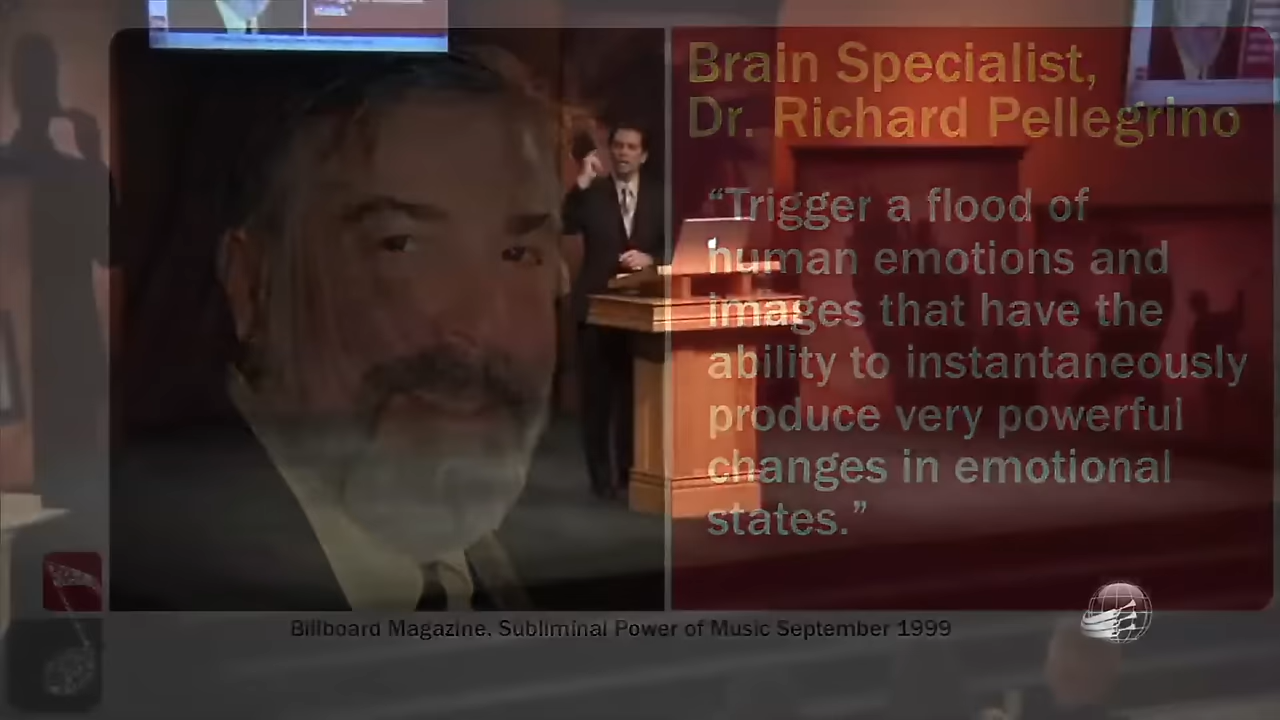 Brain Specialist,
Dr. Richard Pellegrino
“Trigger a flood of
human emotions and
images that have the
ability to instantaneously
produce very powerful
changes in emotional
states.”
Billboard Magazine. Subliminal Power of Music September 1999